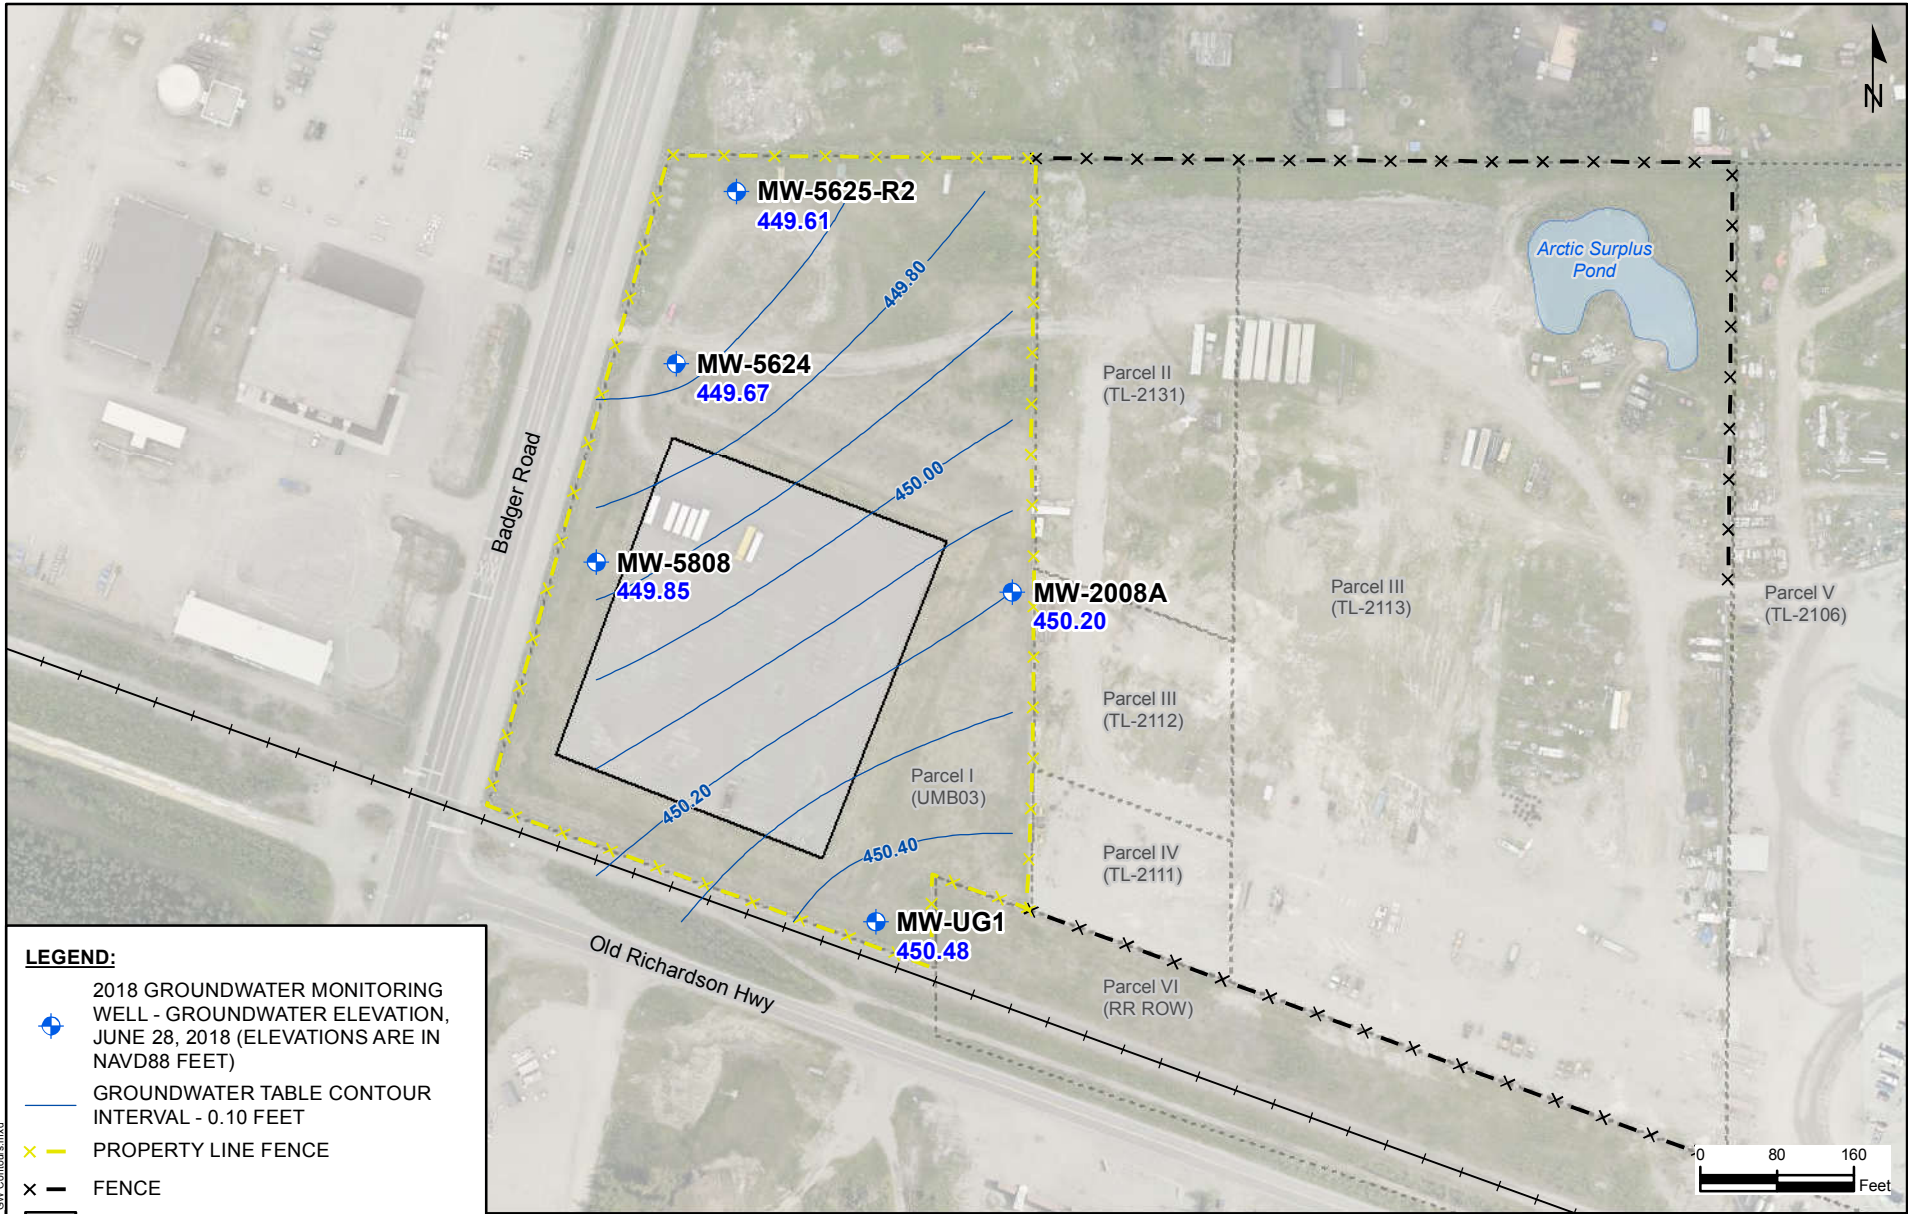 N
MW-5625-R2
449.61
449.80
Arctic Surplus
Pond
MW-5624
449.67
Parcel II
(TL-2131)
Badger Road
450.00
MW-5808
449.85
MW-2008A
450.20
Parcel III
(TL-2113)
Parcel V
(TL-2106)
Parcel III
(TL-2112)
Parcel I
(UMB03)
450.20
450.40
Parcel IV
(TL-2111)
MW-UG1
450.48
Old Richardson Hwy
Parcel VI
(RR ROW)
LEGEND:
2018 GROUNDWATER MONITORING
WELL - GROUNDWATER ELEVATION,
JUNE 28, 2018 (ELEVATIONS ARE IN
NAVD88 FEET)
GROUNDWATER TABLE CONTOUR
INTERVAL - 0.10 FEET
PROPERTY LINE FENCE
FENCE
0 80 160
Feet